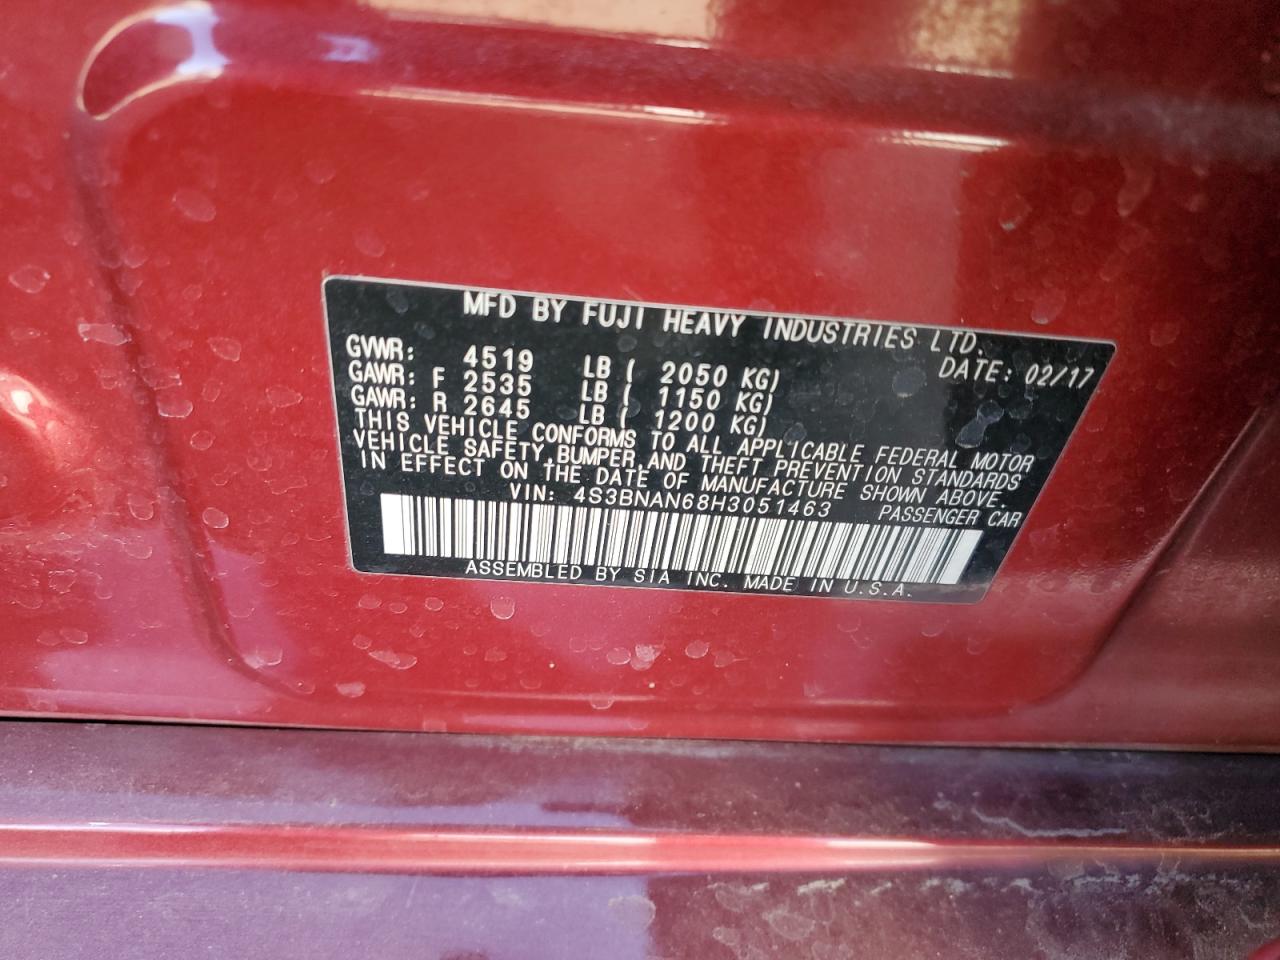 MFD BY FUJI HEAVY INDUSTRIES LTD.
GVWR: 4519 LB ( 2050 KG) DATE: 02/17
GAWR: F 2535 LB ( 1150 KG)
GAWR: R 2645 LB ( 1200 KG)
THIS VEHICLE CONFORMS TO ALL APPLICABLE FEDERAL MOTOR
VEHICLE SAFETY,BUMPER,AND THEFT PREVENTION STANDARDS
IN EFFECT ON THE DATE OF MANUFACTURE SHOWN ABOVE.
VIN: 4S3BNAN68H3051463 PASSENGER CAR
ASSEMBLED BY SIA INC. MADE IN U.S.A.